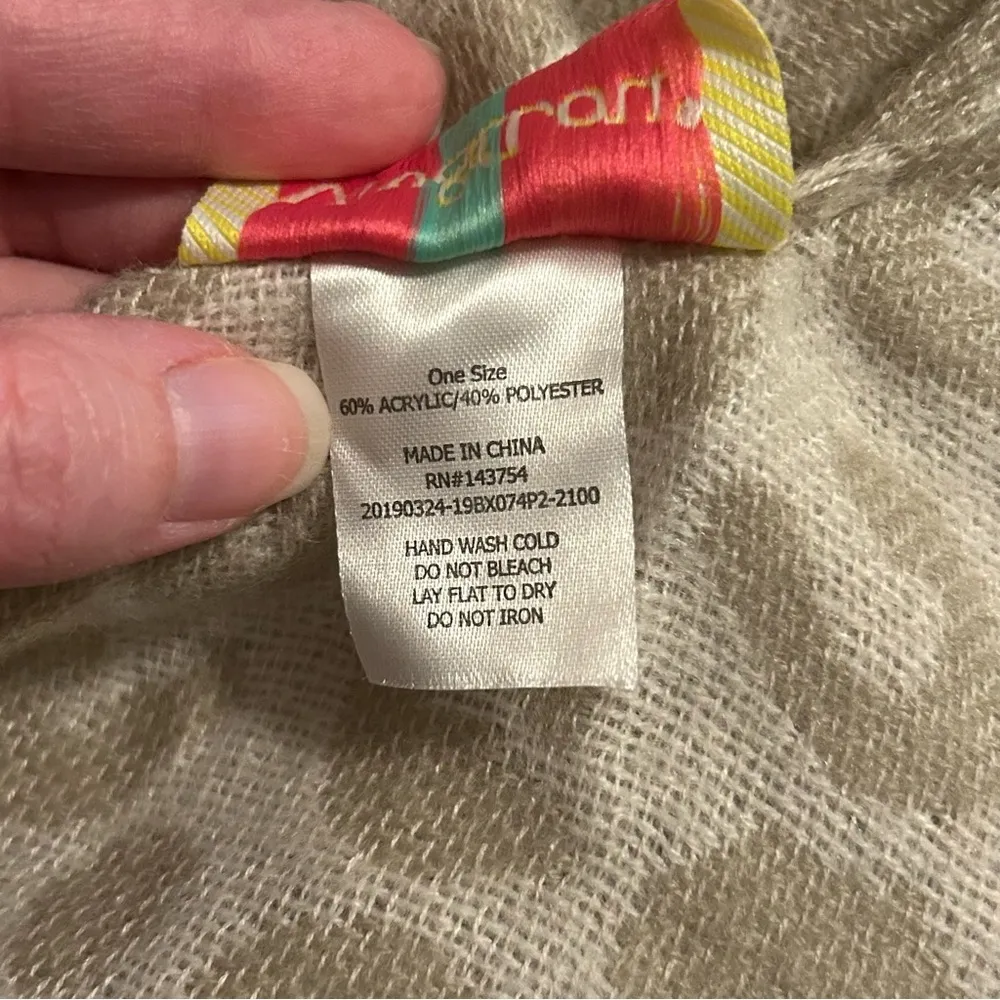 One Size
60% ACRYLIC/40% POLYESTER
MADE IN CHINA
RN#143754
20190324-19BX074P2-2100
HAND WASH COLD
DO NOT BLEACH
LAY FLAT TO DRY
DO NOT IRON